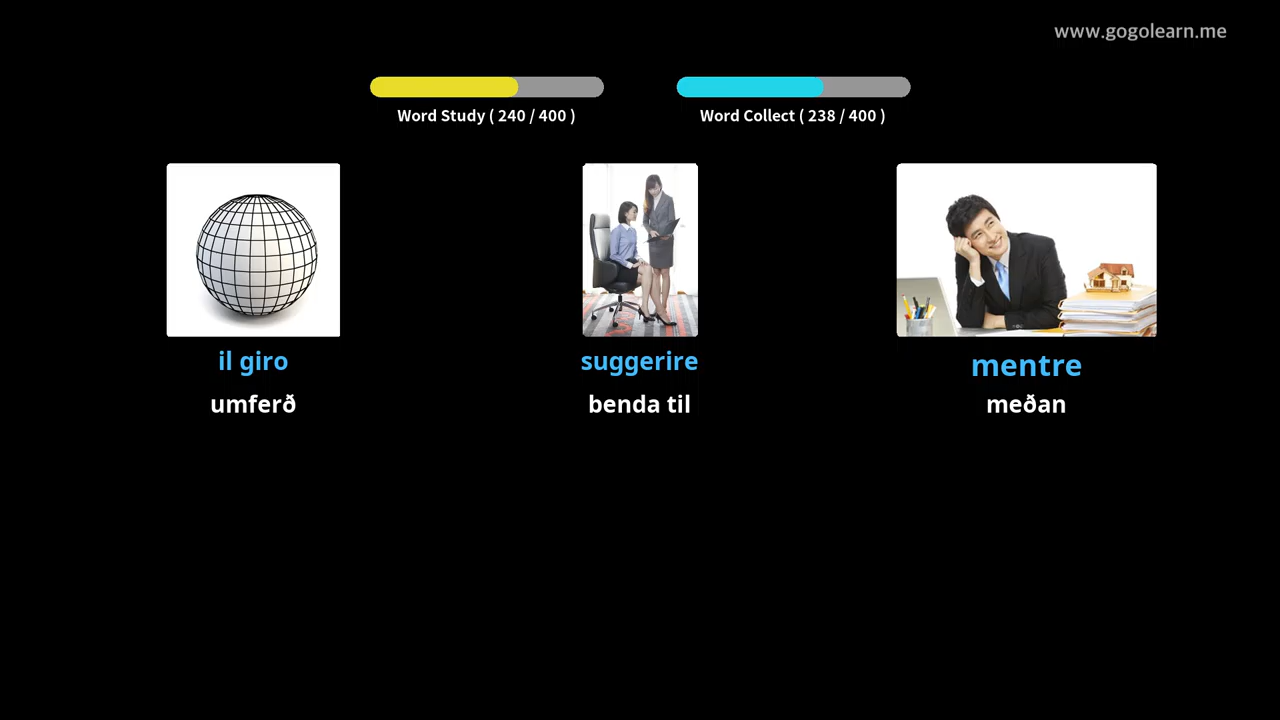 www.gogolearn.me
Word Study ( 240 / 400 )
Word Collect ( 238 / 400 )
il giro
umferð
suggerire
benda til
mentre
meðan